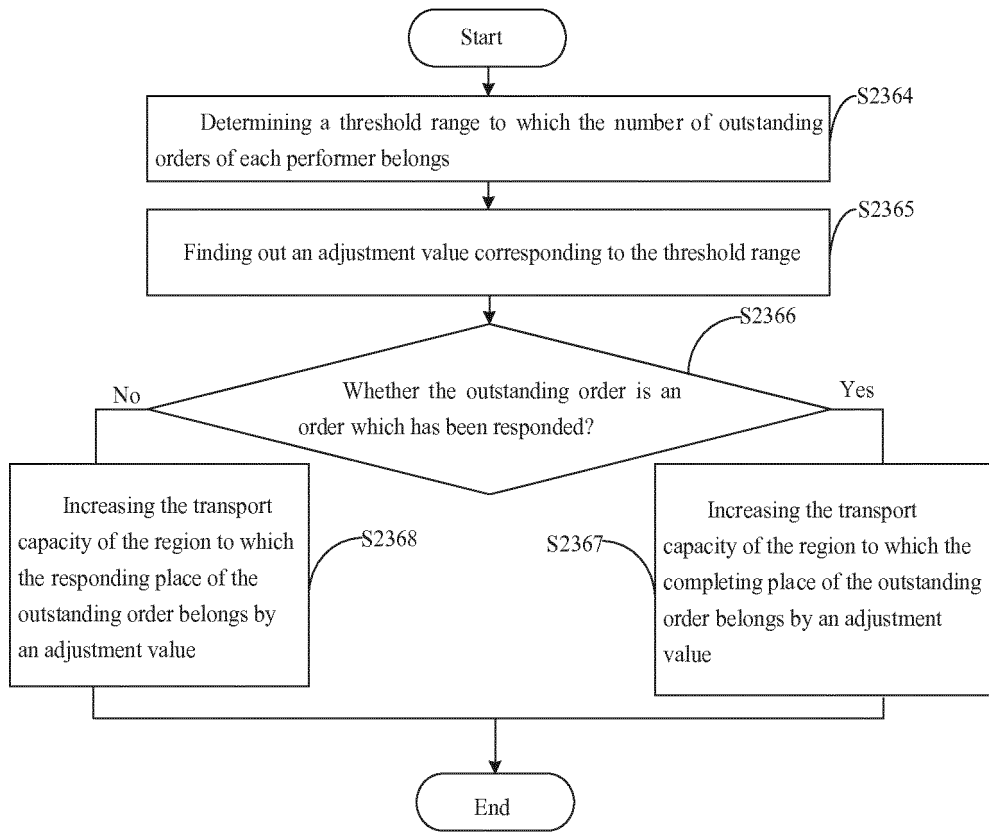 Start
S2364
Determining a threshold range to which the number of outstanding
orders of each performer belongs
S2365
Finding out an adjustment value corresponding to the threshold range
S2366
No
Yes
Whether the outstanding order is an
order which has been responded?
Increasing the transport
capacity of the region to which
the responding place of the
outstanding order belongs by
an adjustment value
S2368
S2367
Increasing the transport
capacity of the region to which the
completing place of the outstanding
order belongs by an adjustment
value
End